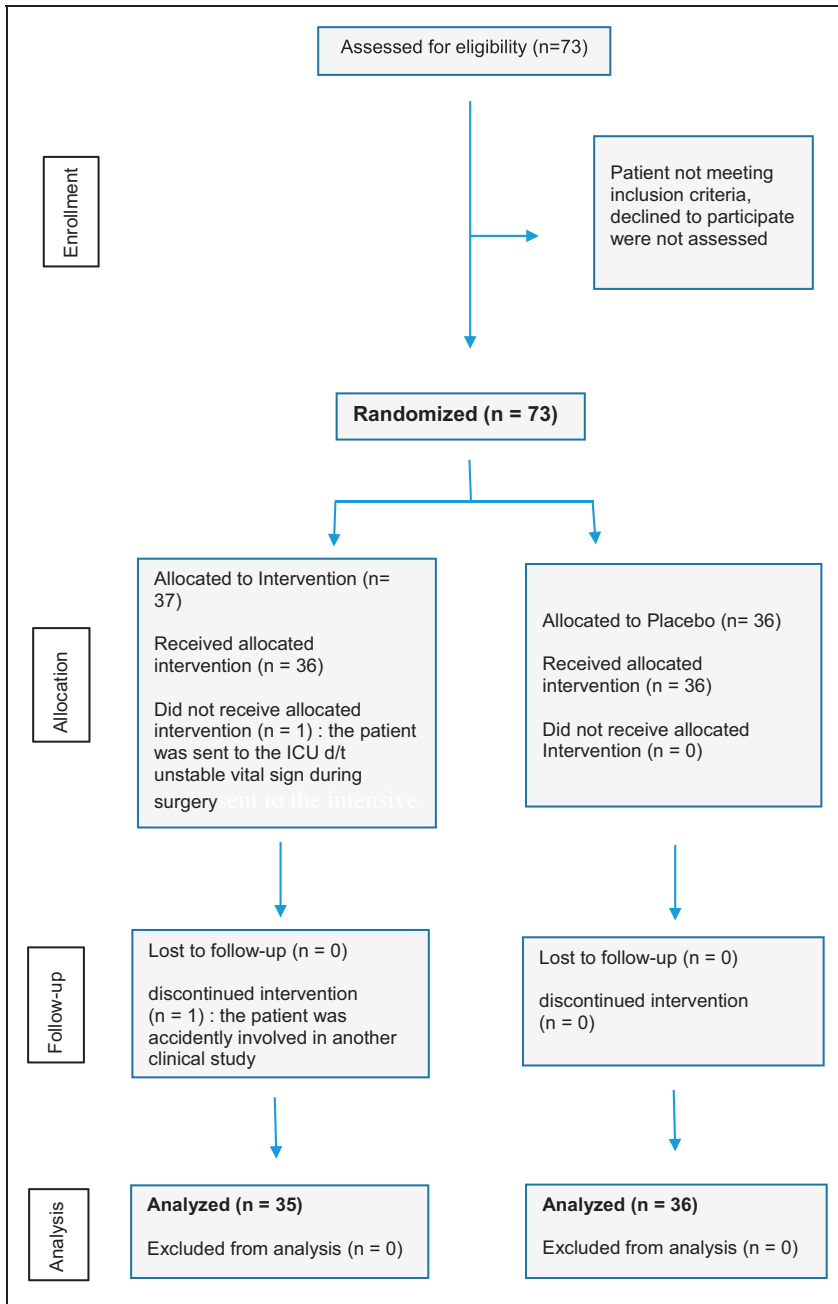 Assessed for eligibility (n=73)
Enrollment
Patient not meeting
inclusion criteria,
declined to participate
were not assessed
Randomized (n = 73)
Allocation
Allocated to Intervention (n=
37)
Received allocated
intervention (n = 36)
Did not receive allocated
intervention (n = 1) : the patient
was sent to the ICU d/t
unstable vital sign during
surgery sent to the intensive
Allocated to Placebo (n= 36)
Received allocated
intervention (n = 36)
Did not receive allocated
Intervention (n = 0)
Follow-up
Lost to follow-up (n = 0)
discontinued intervention
(n = 1) : the patient was
accidently involved in another
clinical study
Lost to follow-up (n = 0)
discontinued intervention
(n = 0)
Analysis
Analyzed (n = 35)
Excluded from analysis (n = 0)
Analyzed (n = 36)
Excluded from analysis (n = 0)